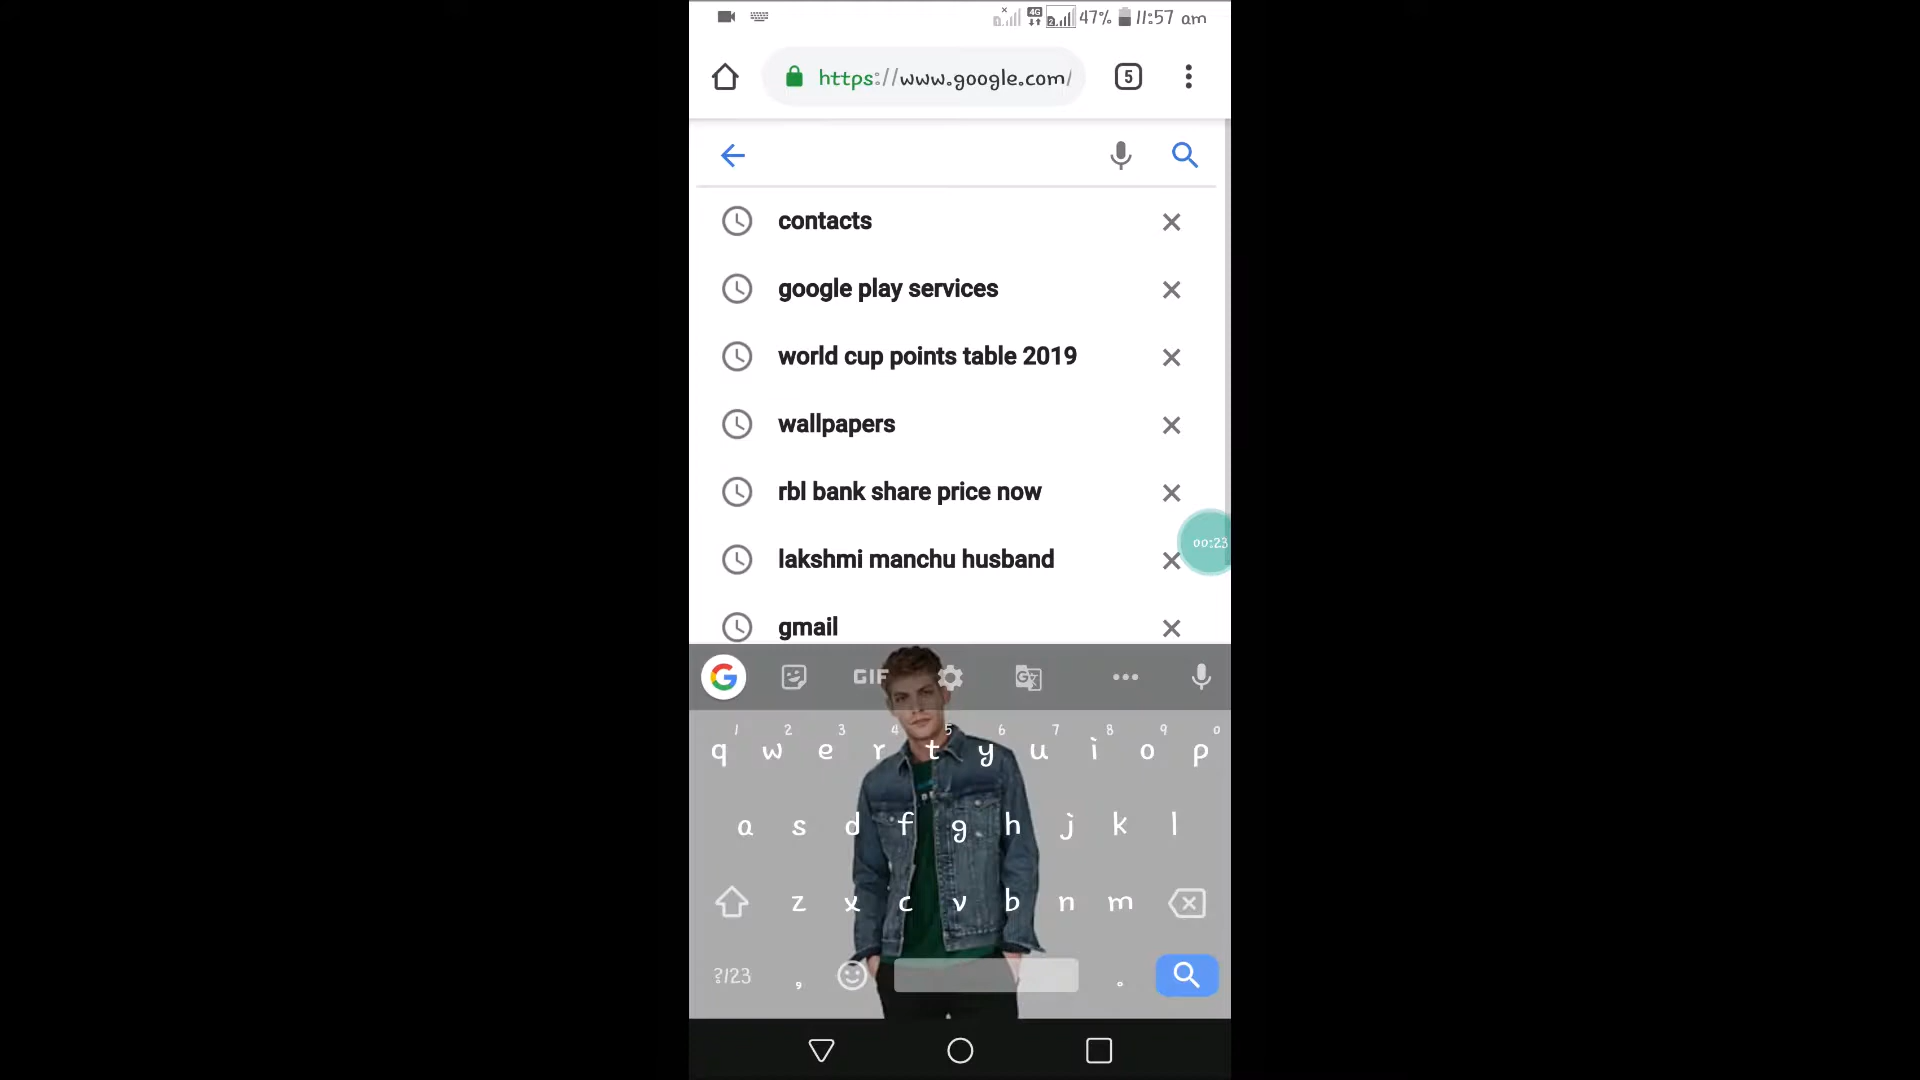 4G 2 47% 11:57 am
https://www.google.com/ 5
contacts
google play services
world cup points table 2019
wallpapers
rbl bank share price now
lakshmi manchu husband
00:23
gmail
G GIF
1 2 3 4 5 6 7 8 9 0
q w e r t y u i o p
a s d f g h j k l
z x c v b n m
?123 , .